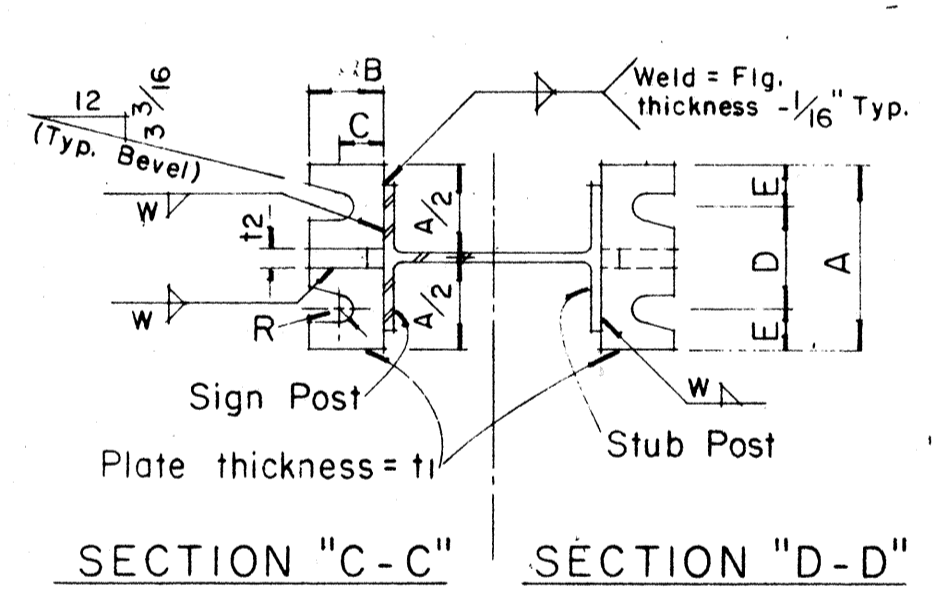 12
3 3/16
(Typ. Bevel)
B
C
Weld = Flg.
thickness -1/16" Typ.
W
t2
W
R
A/2
A/2
E
D
E
A
W
Sign Post
Stub Post
Plate thickness = t1
SECTION "C-C"
SECTION "D-D"